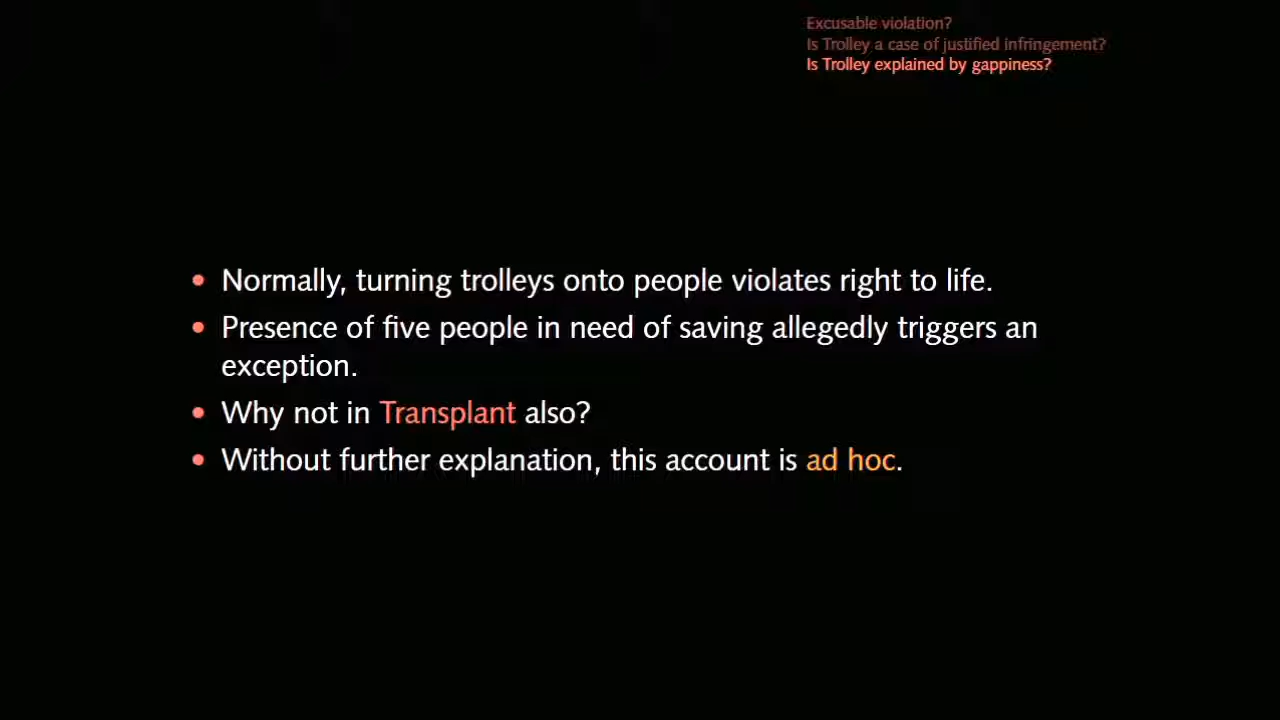 Excusable violation?
Is Trolley a case of justified infringement?
Is Trolley explained by gappiness?
• Normally, turning trolleys onto people violates right to life.
• Presence of five people in need of saving allegedly triggers an
exception.
• Why not in Transplant also?
• Without further explanation, this account is ad hoc.